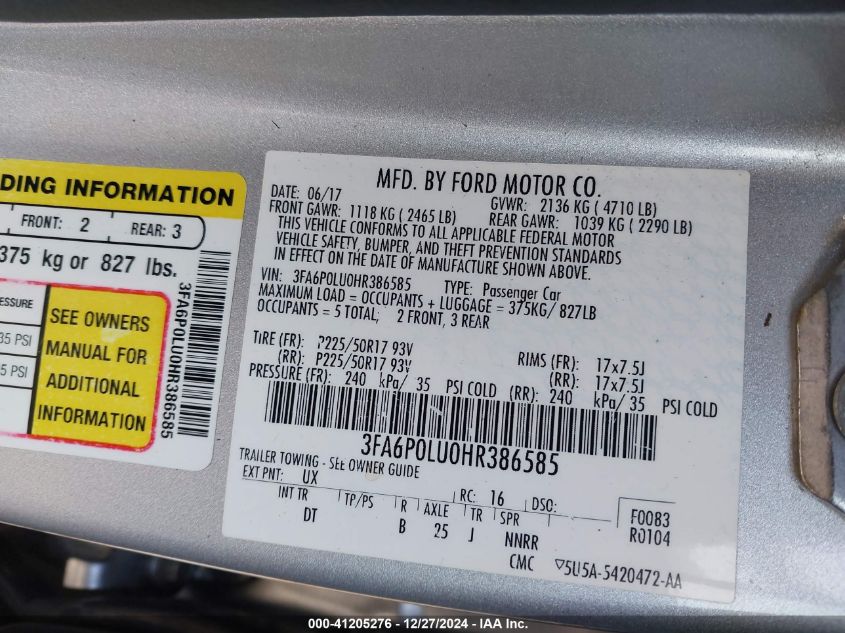 DING INFORMATION
FRONT: 2 REAR: 3
375 kg or 827 lbs.
ESSURE
35 PSI
5 PSI
SEE OWNERS
MANUAL FOR
ADDITIONAL
INFORMATION
3FA6P0LU0HR386585
MFD. BY FORD MOTOR CO.
DATE: 06/17 GVWR: 2136 KG ( 4710 LB)
FRONT GAWR: 1118 KG ( 2465 LB) REAR GAWR: 1039 KG ( 2290 LB)
THIS VEHICLE CONFORMS TO ALL APPLICABLE FEDERAL MOTOR
VEHICLE SAFETY, BUMPER, AND THEFT PREVENTION STANDARDS
IN EFFECT ON THE DATE OF MANUFACTURE SHOWN ABOVE.
VIN: 3FA6P0LU0HR386585 TYPE: Passenger Car
MAXIMUM LOAD = OCCUPANTS + LUGGAGE = 375KG/ 827LB
OCCUPANTS = 5 TOTAL; 2 FRONT, 3 REAR
TIRE (FR): P225/50R17 93V RIMS (FR): 17x7.5J
(RR): P225/50R17 93V (RR): 17x7.5J
PRESSURE (FR): 240 kPa/ 35 PSI COLD (RR): 240 kPa/ 35 PSI COLD
3FA6P0LU0HR386585
TRAILER TOWING - SEE OWNER GUIDE
EXT PNT: UX RC: 16 DSO:
INT TR TP/PS R AXLE TR SPR F0083
DT B 25 J NNRR R0104
CMC ▽5U5A-5420472-AA
000-41205276 - 12/27/2024 - IAA Inc.